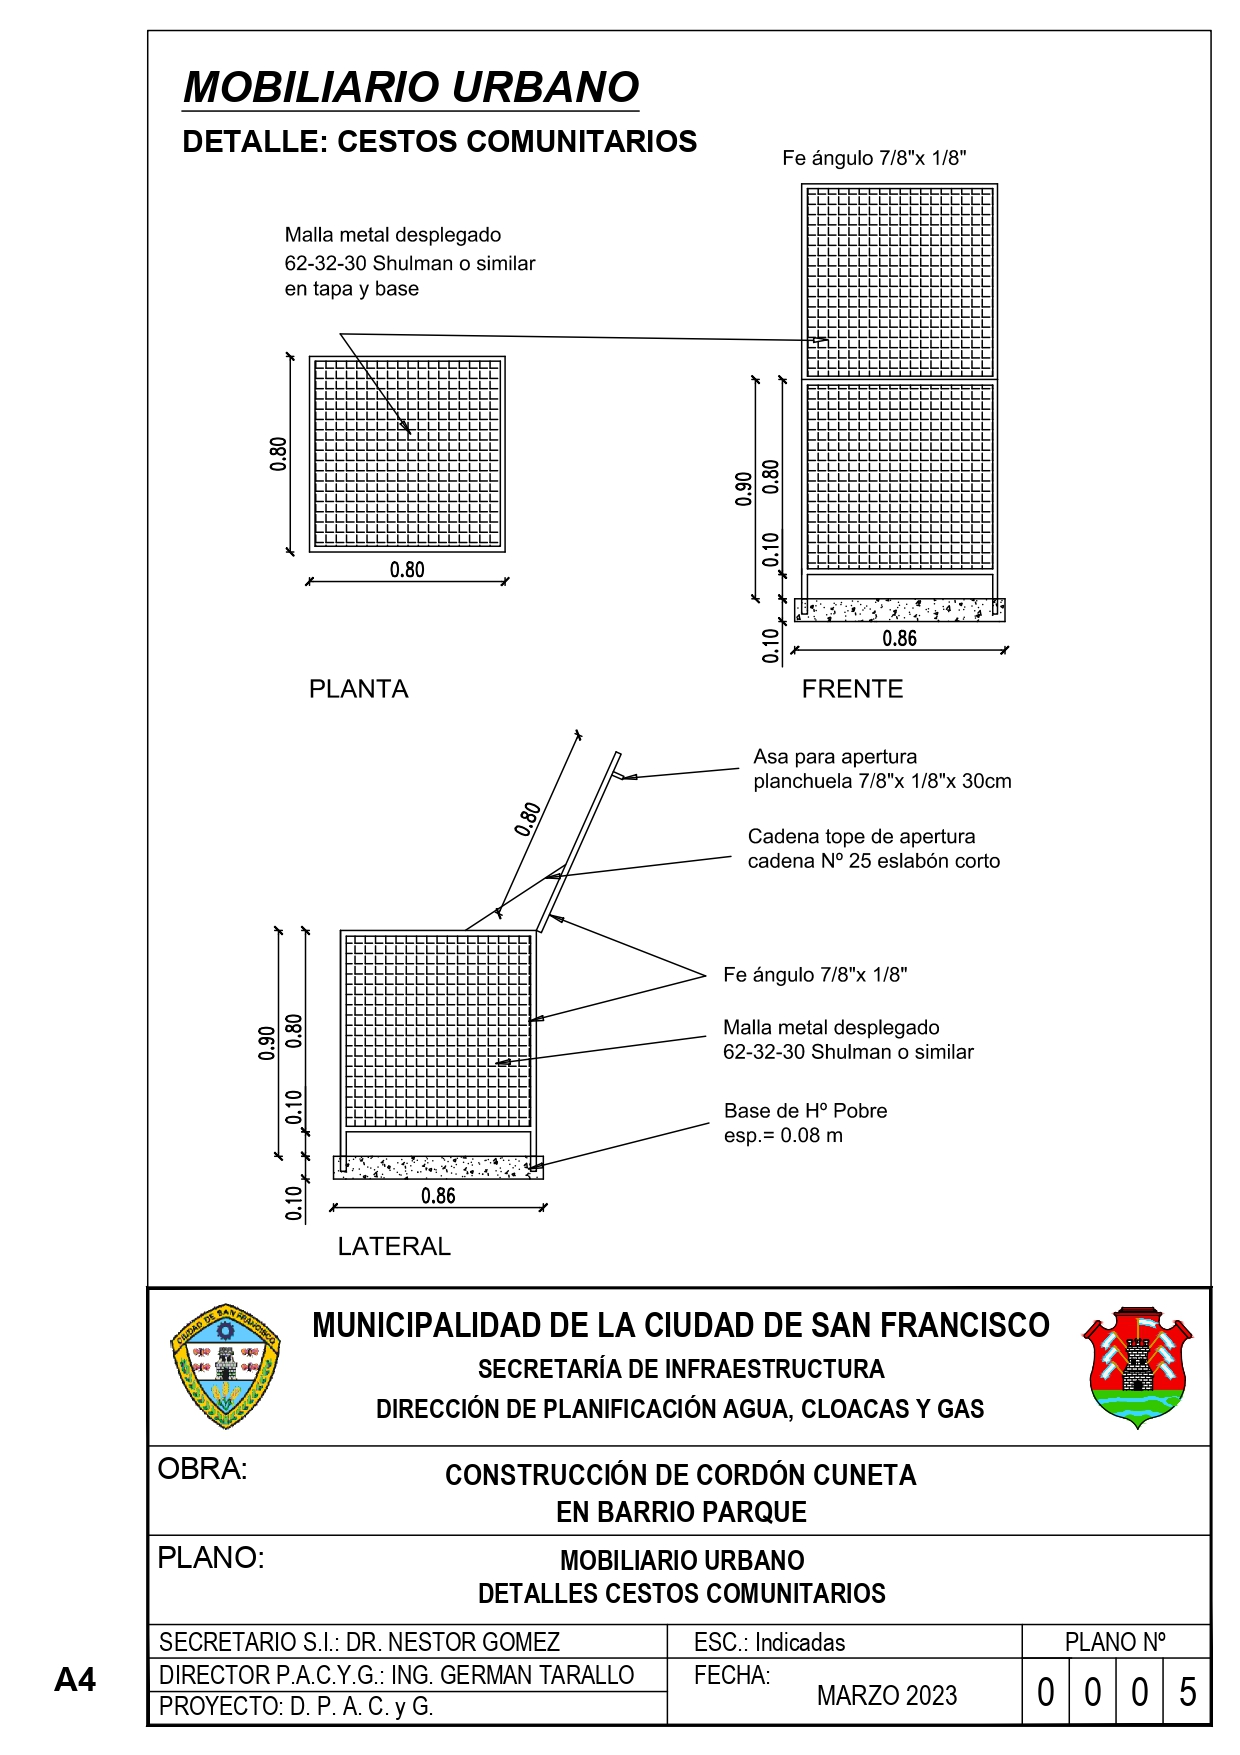 MOBILIARIO URBANO
DETALLE: CESTOS COMUNITARIOS
Fe ángulo 7/8"x 1/8"
Malla metal desplegado
62-32-30 Shulman o similar
en tapa y base
0.80
0.80
PLANTA
0.90
0.80
0.10
0.10
0.86
FRENTE
0.80
Asa para apertura
planchuela 7/8"x 1/8"x 30cm
Cadena tope de apertura
cadena Nº 25 eslabón corto
Fe ángulo 7/8"x 1/8"
Malla metal desplegado
62-32-30 Shulman o similar
Base de Hº Pobre
esp.= 0.08 m
0.90
0.80
0.10
0.10
0.86
LATERAL
CIUDAD DE SAN FRANCISCO
MUNICIPALIDAD DE LA CIUDAD DE SAN FRANCISCO
SECRETARÍA DE INFRAESTRUCTURA
DIRECCIÓN DE PLANIFICACIÓN AGUA, CLOACAS Y GAS
OBRA:
CONSTRUCCIÓN DE CORDÓN CUNETA
EN BARRIO PARQUE
PLANO:
MOBILIARIO URBANO
DETALLES CESTOS COMUNITARIOS
SECRETARIO S.I.: DR. NESTOR GOMEZ
DIRECTOR P.A.C.Y.G.: ING. GERMAN TARALLO
PROYECTO: D. P. A. C. y G.
ESC.: Indicadas
FECHA:
MARZO 2023
PLANO Nº
0 0 0 5
A4